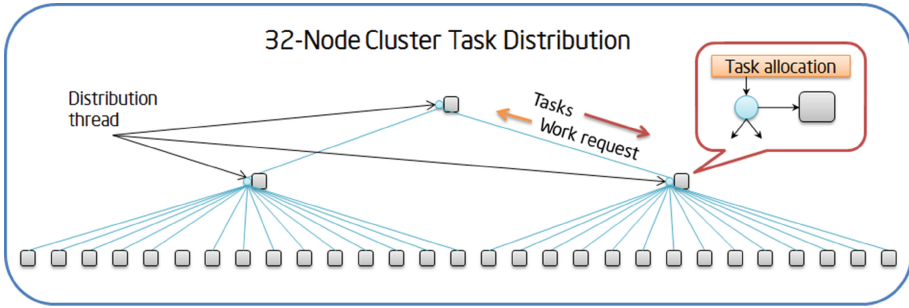 32-Node Cluster Task Distribution
Task allocation
Distribution
thread
Tasks
Work request